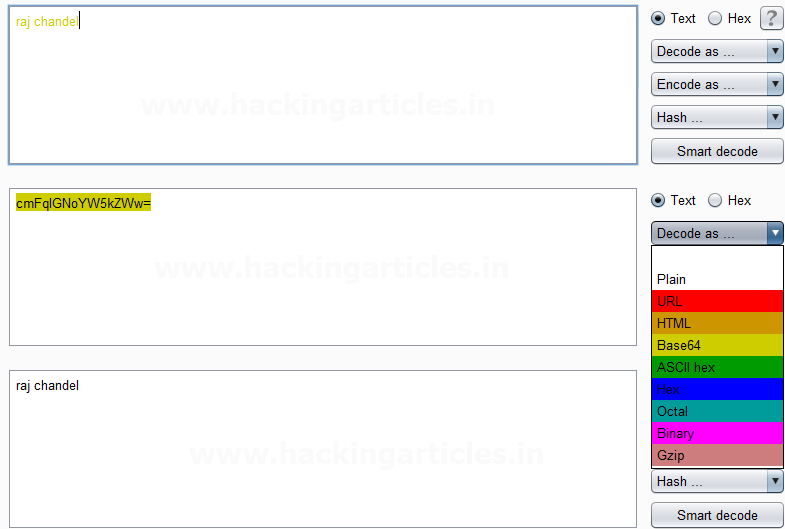 raj chandel
www.hackingarticles.in
Text Hex ?
Decode as ...
Encode as ...
Hash ...
Smart decode
cmFqIGNoYW5kZWw=
www.hackingarticles.in
Text Hex
Decode as ...
Plain
URL
HTML
Base64
ASCII hex
Hex
Octal
Binary
Gzip
raj chandel
www.hackingarticles.in
Hash ...
Smart decode